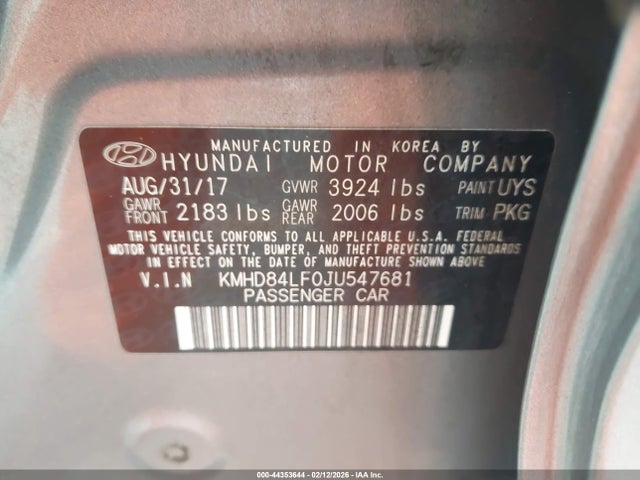 MANUFACTURED IN KOREA BY
HYUNDAI MOTOR COMPANY
AUG/31/17 GVWR 3924 lbs PAINT UYS
GAWR FRONT 2183 lbs GAWR REAR 2006 lbs TRIM PKG
THIS VEHICLE CONFORMS TO ALL APPLICABLE U.S.A. FEDERAL
MOTOR VEHICLE SAFETY, BUMPER, AND THEFT PREVENTION STANDARDS
IN EFFECT ON THE DATE OF MANUFACTURE SHOWN ABOVE.
V.I.N KMHD84LF0JU547681
PASSENGER CAR
000-44353644 - 02/12/2026 - IAA Inc.